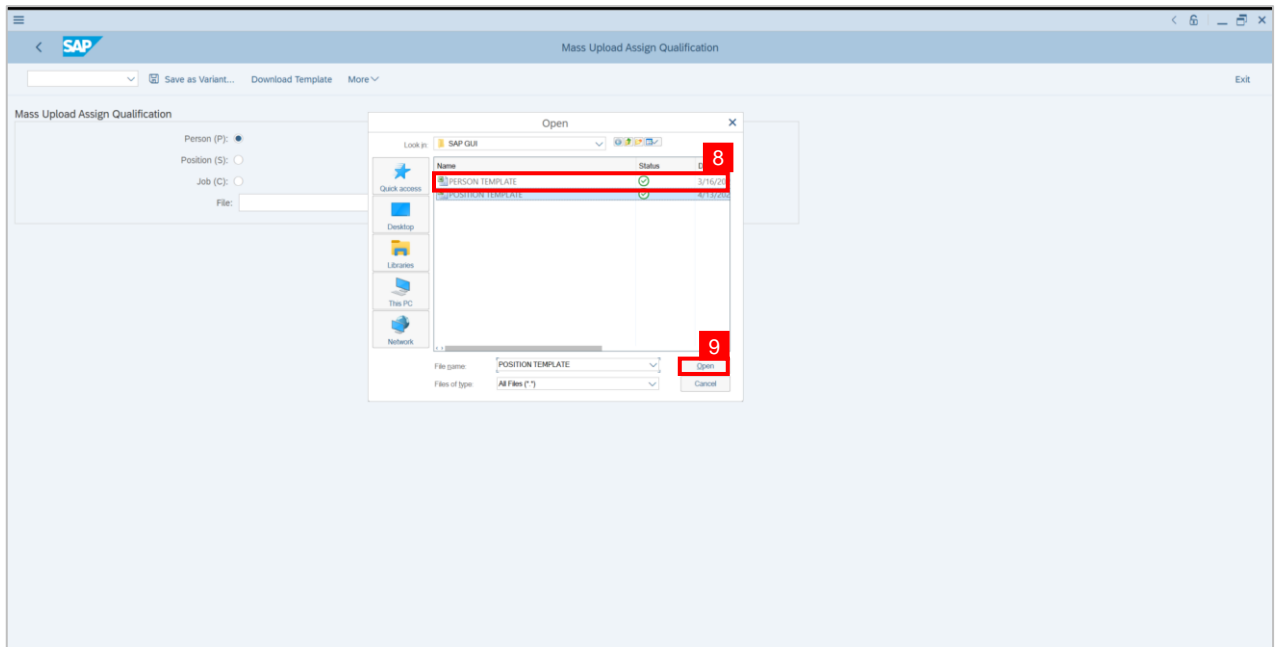 SAP
Mass Upload Assign Qualification
Save as Variant... Download Template More Exit
Mass Upload Assign Qualification
Person (P):
Position (S):
Job (C):
File:
Open
Look in: SAP GUI
8
Name Status D
PERSON TEMPLATE 3/16/20
POSITION TEMPLATE 4/13/202
Quick access
Desktop
Libraries
This PC
Network
9
File name: POSITION TEMPLATE Open
Files of type: All Files (*.*) Cancel